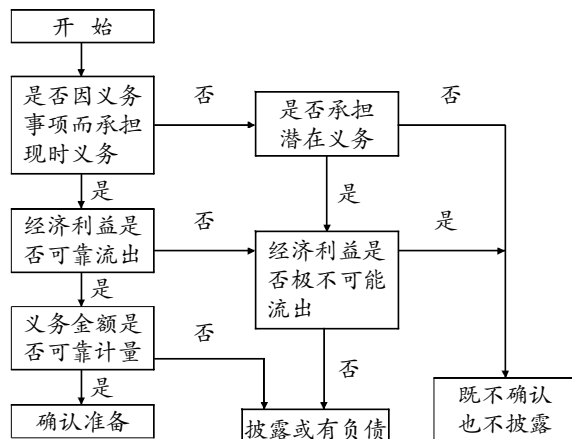 开 始
是否因义务
事项而承担
现时义务
否
是否承担
潜在义务
否
是
是
经济利益是
否可靠流出
否
经济利益是
否极不可能
流出
是
是
义务金额是
否可靠计量
否
否
是
确认准备
披露或有负债
既不确认
也不披露